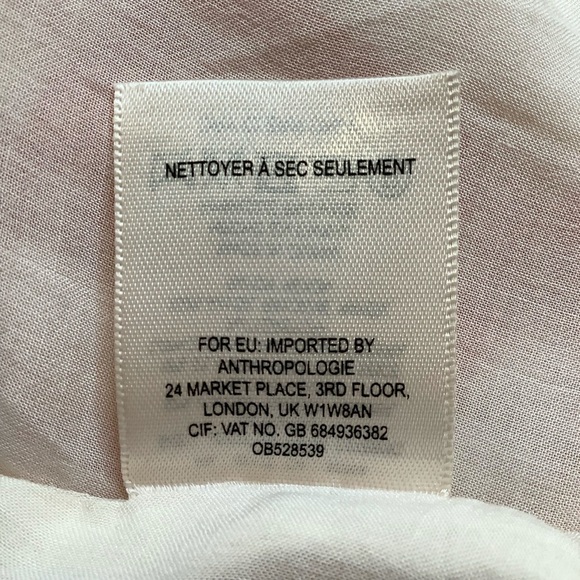 NETTOYER À SEC SEULEMENT
FOR EU: IMPORTED BY
ANTHROPOLOGIE
24 MARKET PLACE, 3RD FLOOR,
LONDON, UK W1W8AN
CIF: VAT NO. GB 684936382
OB528539